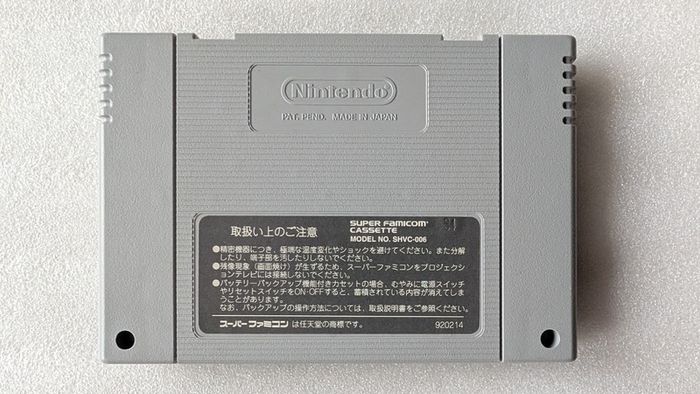 Nintendo
PAT. PEND. MADE IN JAPAN
取扱い上のご注意
SUPER FAMICOM
CASSETTE
MODEL NO. SHVC-006
●精密機器につき、極端な温度変化やショックを避けてください。また分解
したり、端子部を汚したりしないでください。
●残像現象(画面焼け)が生ずるため、スーパーファミコンをプロジェクシ
ョンテレビには接続しないでください。
●バッテリーバックアップ機能付きカセットの場合、むやみに電源スイッチ
やリセットスイッチをON・OFFすると、蓄積されている内容が消えてしま
うことがあります。
なお、バックアップの操作方法については、取扱説明書をご参照ください。
スーパーファミコン は任天堂の商標です。
920214